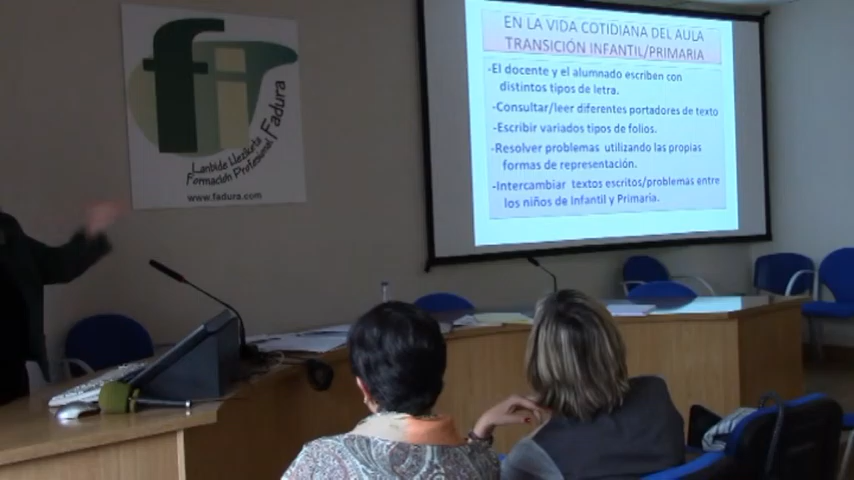 fii
Lanbide Heziketa
Formación Profesional Fadura
www.fadura.com
EN LA VIDA COTIDIANA DEL AULA
TRANSICIÓN INFANTIL/PRIMARIA
-El docente y el alumnado escriben con
distintos tipos de letra.
-Consultar/leer diferentes portadores de texto
-Escribir variados tipos de folios.
-Resolver problemas utilizando las propias
formas de representación.
-Intercambiar textos escritos/problemas entre
los niños de Infantil y Primaria.